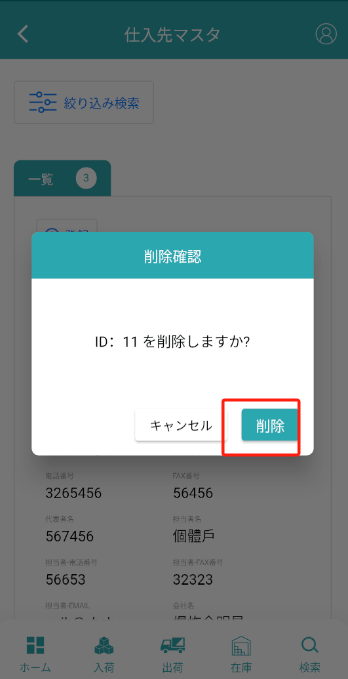 仕入先マスタ
絞り込み検索
一覧 3
削除確認
ID：11 を削除しますか?
キャンセル 削除
電話番号 FAX番号
3265456 56456
代表者名 担当者名
567456 個體戶
担当者-電話番号 担当者-FAX番号
56653 32323
担当者-EMAIL 会社名
ホーム 入荷 出荷 在庫 検索